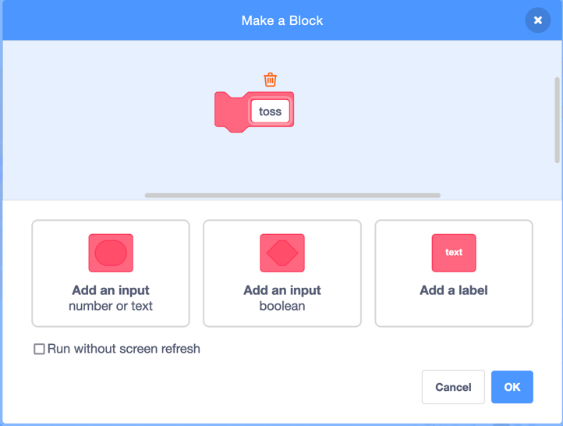 Make a Block
toss
Add an input
number or text
Add an input
boolean
text
Add a label
Run without screen refresh
Cancel
OK